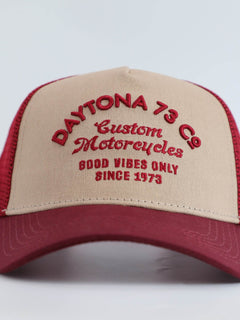 DAYTONA 73 Co
Custom
Motorcycles
GOOD VIBES ONLY
SINCE 1973